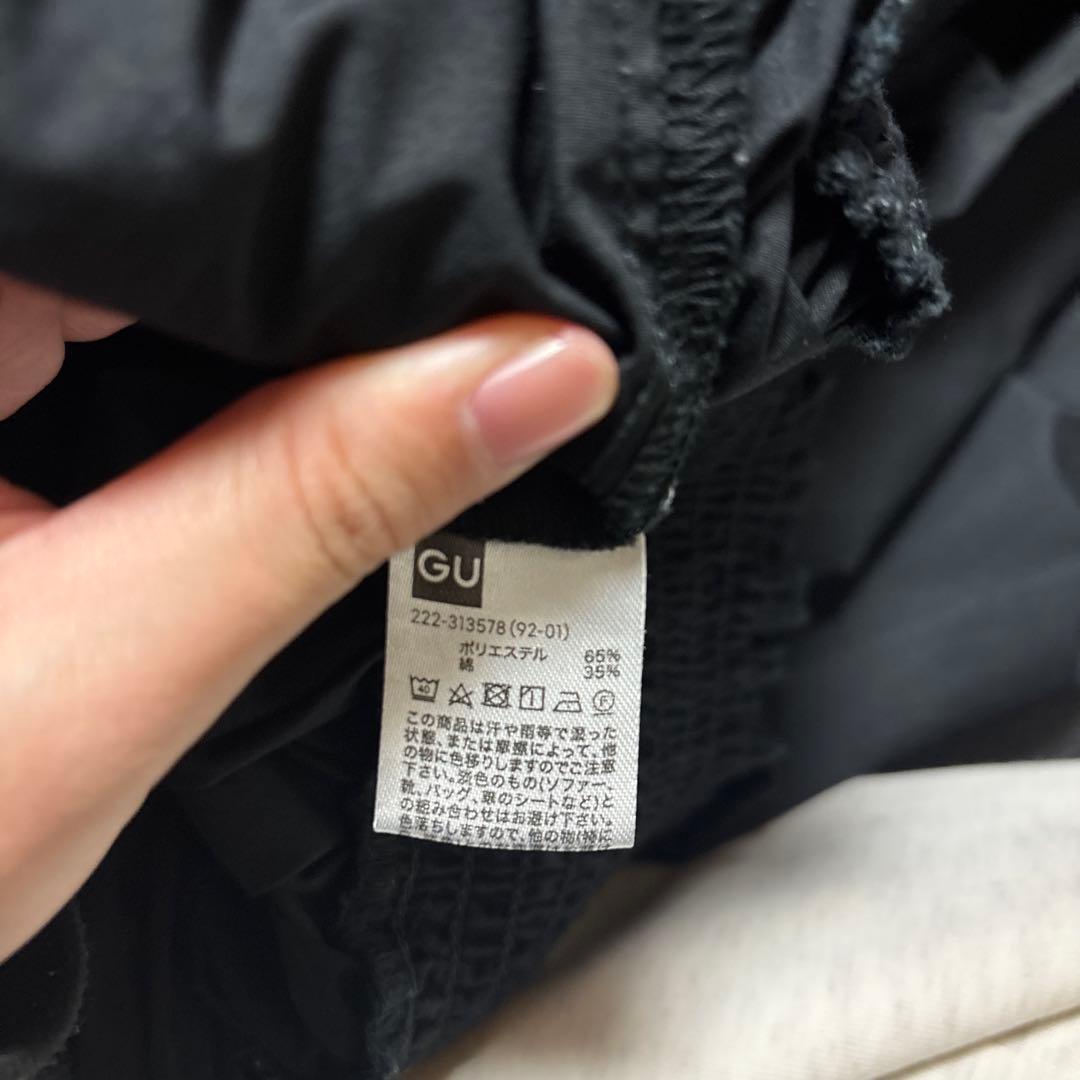 GU
222-313578(92-01)
ポリエステル 65%
綿 35%
40 F
この商品は汗や雨等で湿った
状態、または摩擦によって、他
の物に色移りしますのでご注意
下さい。淡色のもの(ソファー、
靴、バッグ、車のシートなど)と
の組み合わせはお避け下さい。
色落ちしますので、他の物(特に